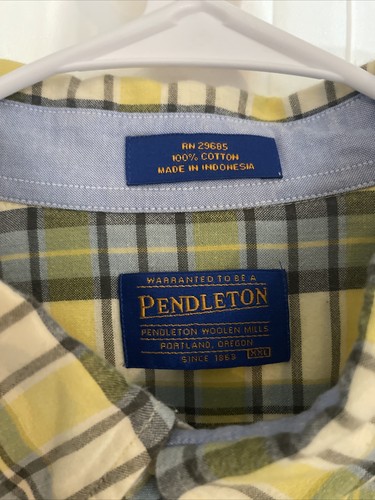 RN 29685
100% COTTON
MADE IN INDONESIA
WARRANTED TO BE A
PENDLETON
PENDLETON WOOLEN MILLS
PORTLAND, OREGON
SINCE 1863 XXL